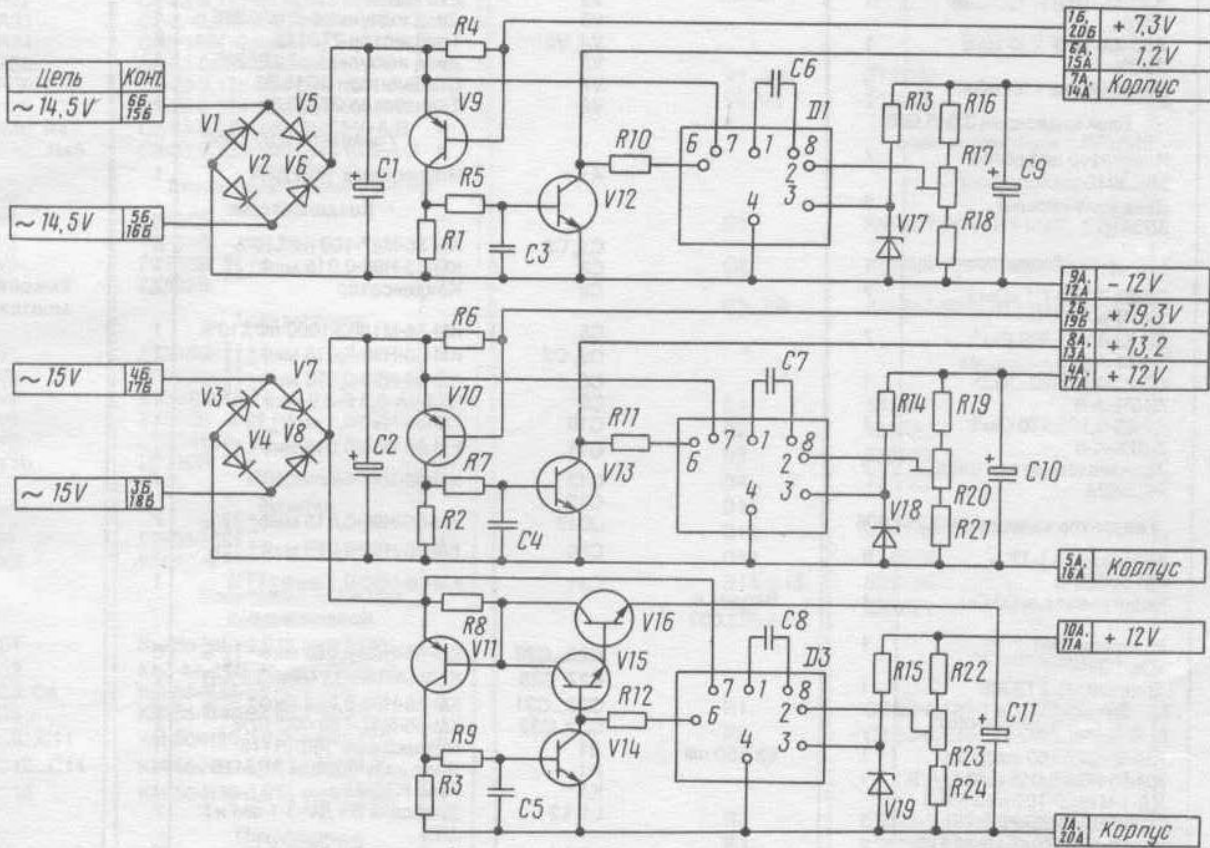 Цепь Конт.
~ 14,5V 6Б, 15Б
~ 14,5V 5Б, 16Б
~ 15V 4Б, 17Б
~ 15V 3Б, 18Б
1Б, 20Б + 7,3V
6А, 15А 1,2V
7А, 14А Корпус
9А, 12А - 12V
2Б, 19Б + 19,3V
8А, 13А + 13,2
4А, 17А + 12V
5А, 16А Корпус
10А, 11А + 12V
1А, 20А Корпус
R4
C6
V5
V1
V9
D1
R13
R16
R10
6
7
1
8
V2
V6
C1
R5
2
R17
C9
3
V12
4
V17
R18
R1
C3
R6
C7
V7
V3
V10
R14
R19
R11
7
1
8
V4
V8
C2
6
2
R7
V13
3
C10
4
R20
R2
V18
R21
C4
R8
V16
C8
V11
V15
D3
R15
R22
R12
7
1
8
6
2
C11
4
3
R9
V14
R23
R3
C5
V19
R24